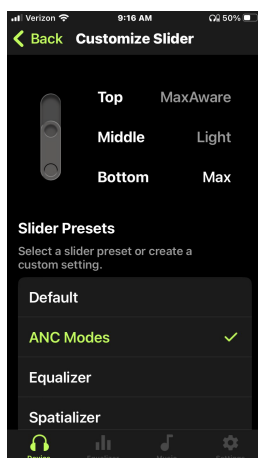 Verizon 9:16 AM 50%
Back Customize Slider
Top MaxAware
Middle Light
Bottom Max
Slider Presets
Select a slider preset or create a
custom setting.
Default
ANC Modes
Equalizer
Spatializer